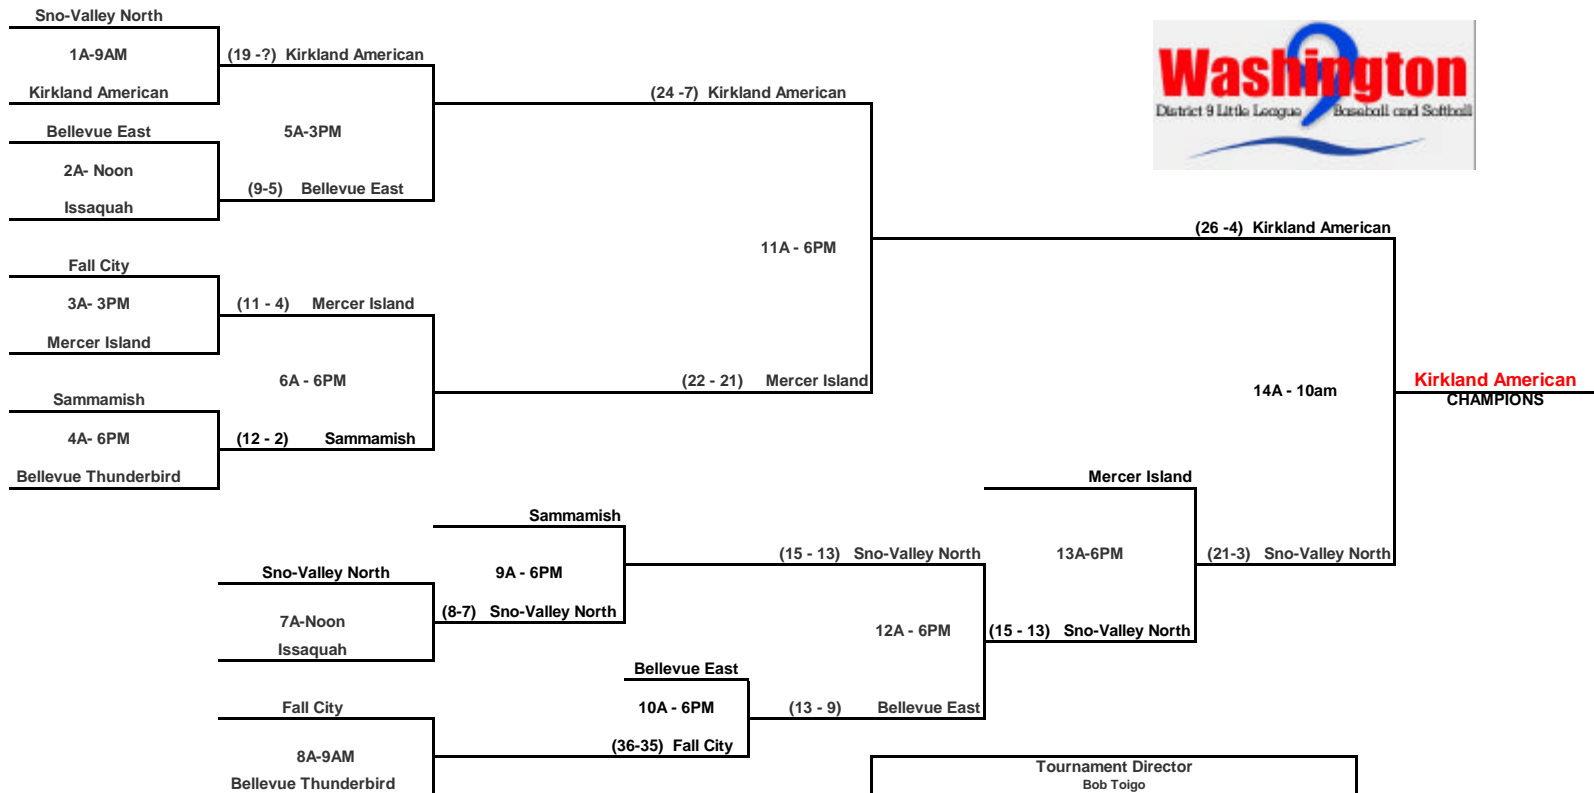 Sno-Valley North
1A-9AM
(19 -?) Kirkland American
Kirkland American
(24 -7) Kirkland American
Bellevue East
5A-3PM
2A- Noon
(9-5) Bellevue East
Issaquah
Washington
9
District 9 Little League Baseball and Softball
(26 -4) Kirkland American
11A - 6PM
Fall City
3A- 3PM
(11 - 4) Mercer Island
Mercer Island
6A - 6PM
(22 - 21) Mercer Island
14A - 10am
Kirkland American
CHAMPIONS
Sammamish
4A- 6PM
(12 - 2) Sammamish
Bellevue Thunderbird
Mercer Island
Sammamish
(15 - 13) Sno-Valley North
13A-6PM
(21-3) Sno-Valley North
Sno-Valley North
9A - 6PM
(8-7) Sno-Valley North
7A-Noon
12A - 6PM
(15 - 13) Sno-Valley North
Issaquah
Bellevue East
Fall City
10A - 6PM
(13 - 9) Bellevue East
(36-35) Fall City
8A-9AM
Bellevue Thunderbird
Tournament Director
Bob Toigo